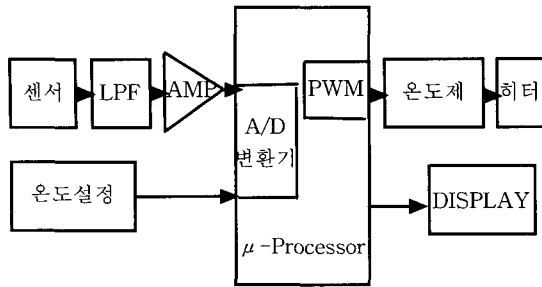 센서
LPF
AMP
A/D
변환기
PWM
온도제
히터
온도설정
μ-Processor
DISPLAY